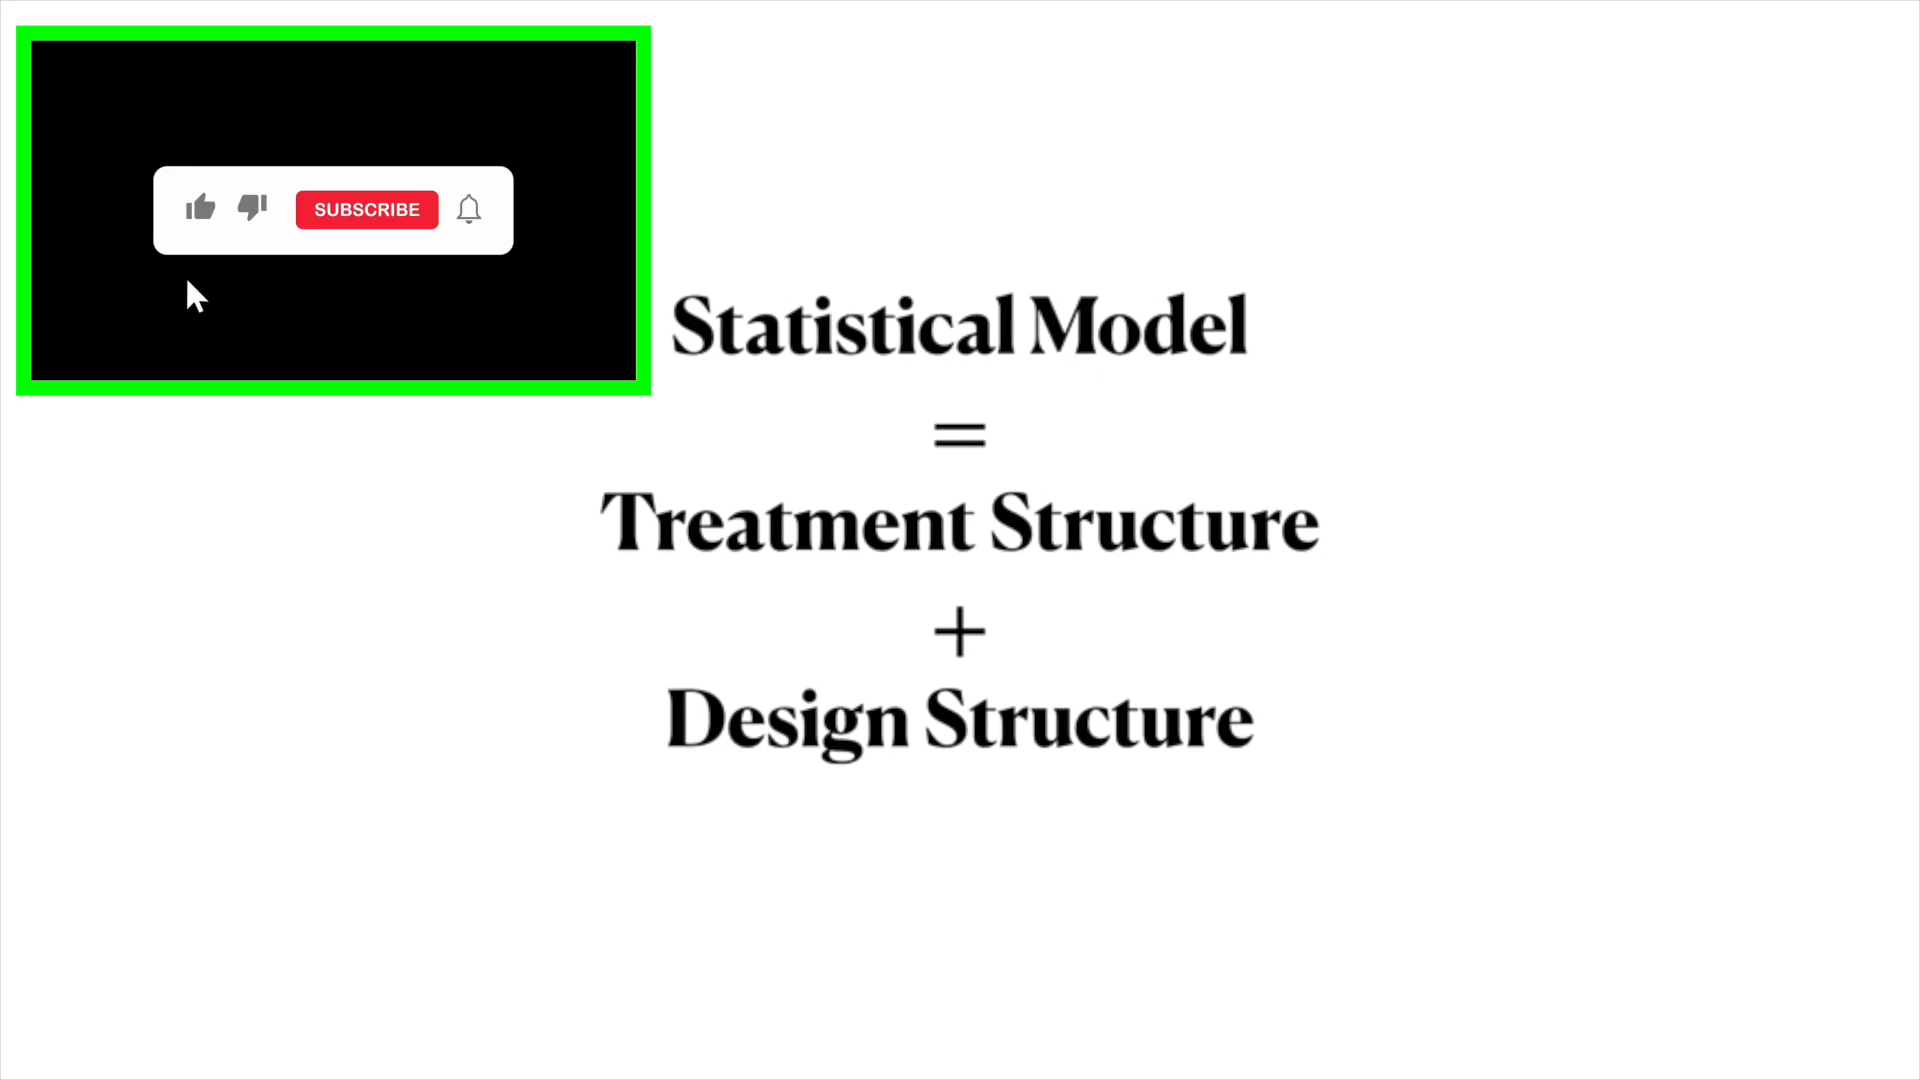 SUBSCRIBE
Statistical Model
=
Treatment Structure
+
Design Structure